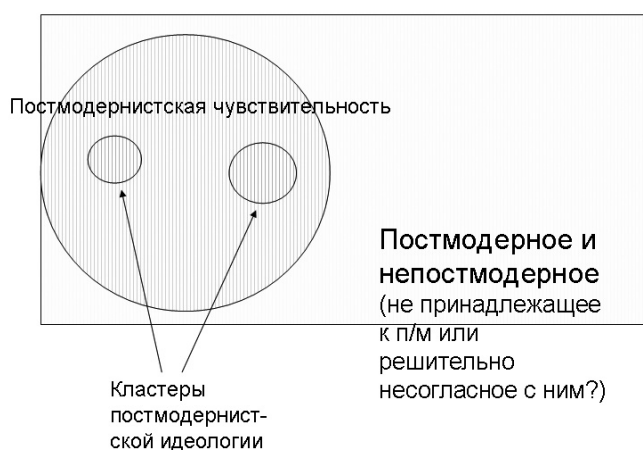 Постмодернистская чувствительность
Постмодерное и
непостмодерное
(не принадлежащее
к п/м или
решительно
несогласное с ним?)
Кластеры
постмодернист-
ской идеологии